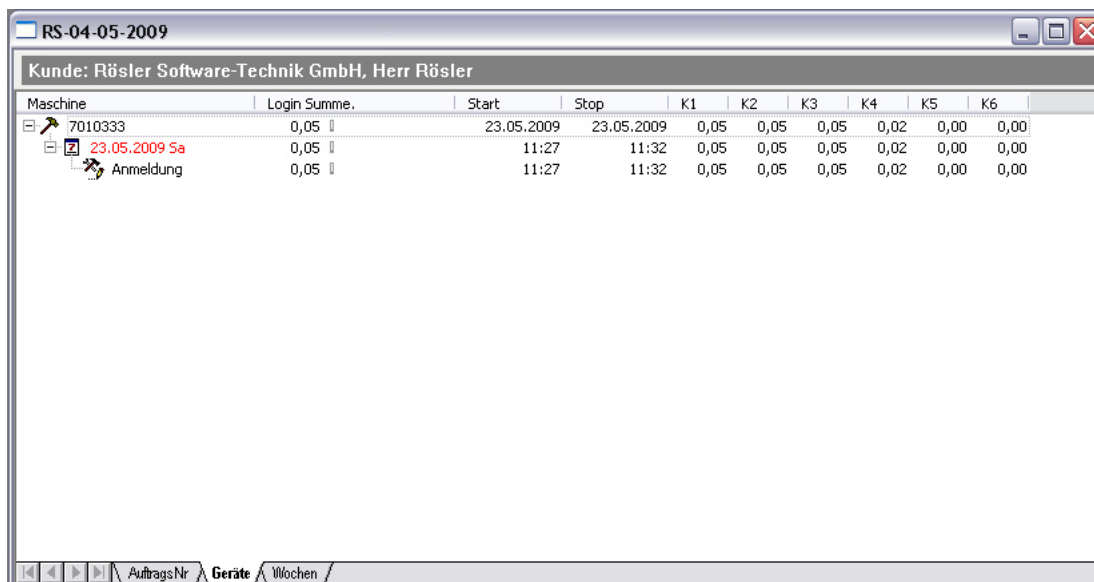 RS-04-05-2009
Kunde: Rösler Software-Technik GmbH, Herr Rösler
Maschine Login Summe. Start Stop K1 K2 K3 K4 K5 K6
7010333 0,05 23.05.2009 23.05.2009 0,05 0,05 0,05 0,02 0,00 0,00
23.05.2009 Sa 0,05 11:27 11:32 0,05 0,05 0,05 0,02 0,00 0,00
Anmeldung 0,05 11:27 11:32 0,05 0,05 0,05 0,02 0,00 0,00
AuftragsNr Geräte Wochen